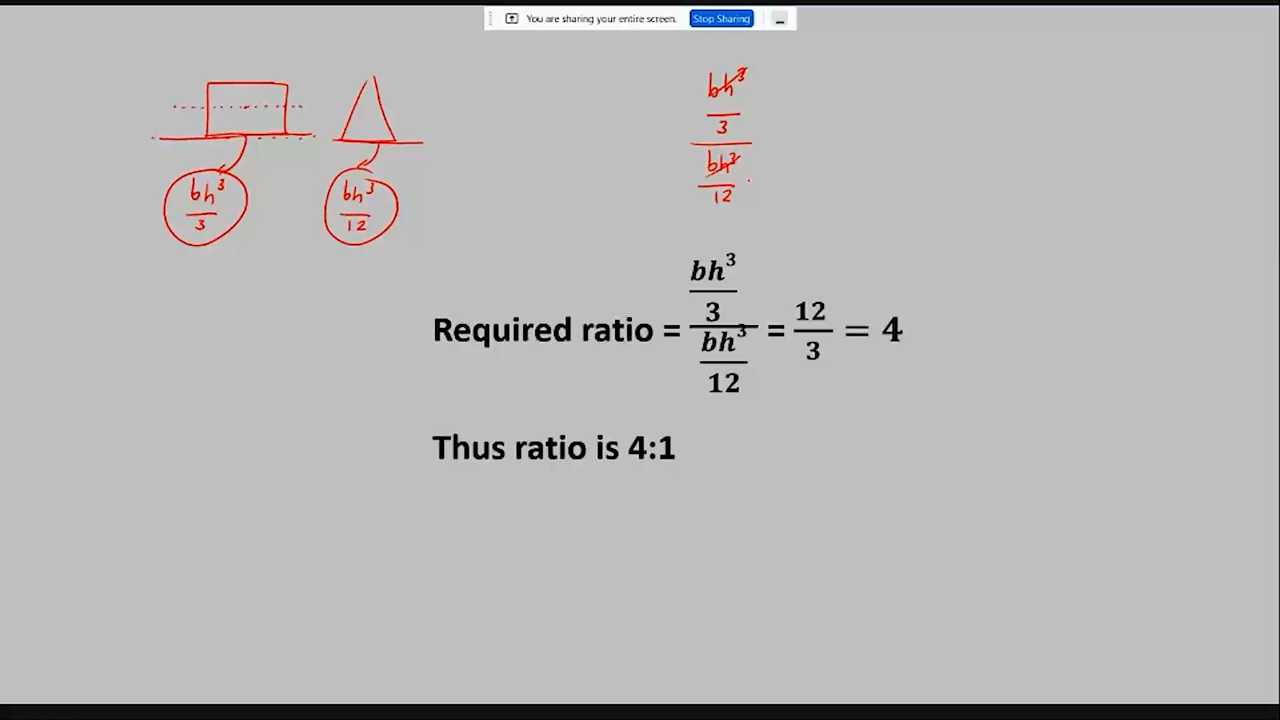 You are sharing your entire screen. Stop Sharing
bh³/3 bh³/12
bh³/3
bh³/12
Required ratio = (bh³/3)/(bh³/12) = 12/3 = 4
Thus ratio is 4:1